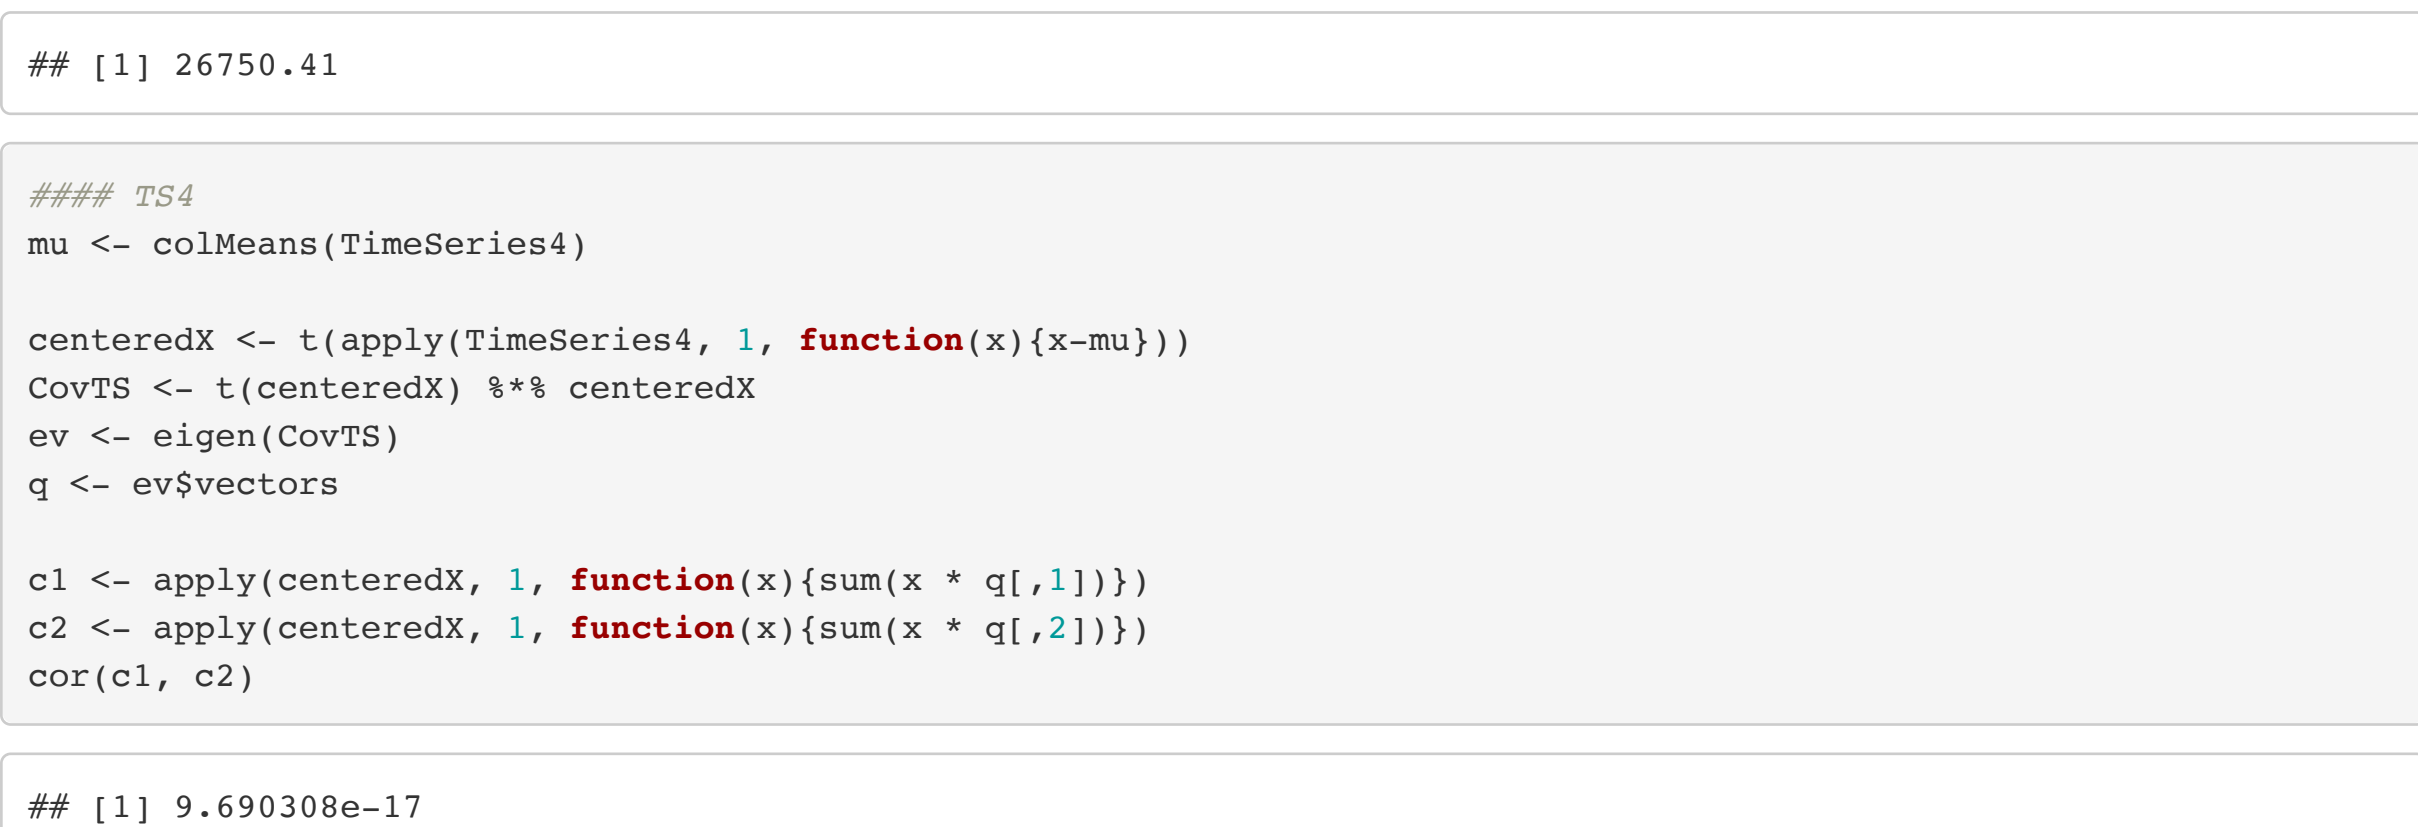 ## [1] 26750.41
#### TS4
mu <- colMeans(TimeSeries4)
centeredX <- t(apply(TimeSeries4, 1, function(x){x-mu}))
CovTS <- t(centeredX) %*% centeredX
ev <- eigen(CovTS)
q <- ev$vectors
c1 <- apply(centeredX, 1, function(x){sum(x * q[,1])})
c2 <- apply(centeredX, 1, function(x){sum(x * q[,2])})
cor(c1, c2)
## [1] 9.690308e-17